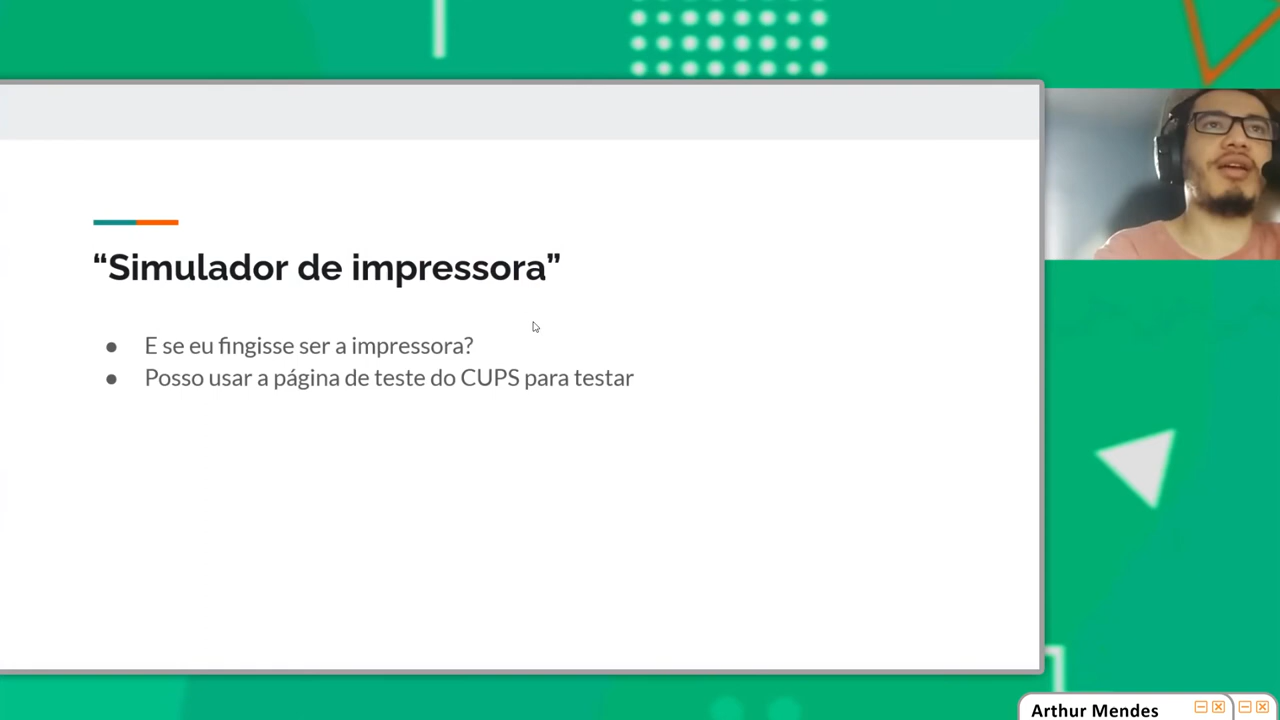 “Simulador de impressora”
● E se eu fingisse ser a impressora?
● Posso usar a página de teste do CUPS para testar
Arthur Mendes